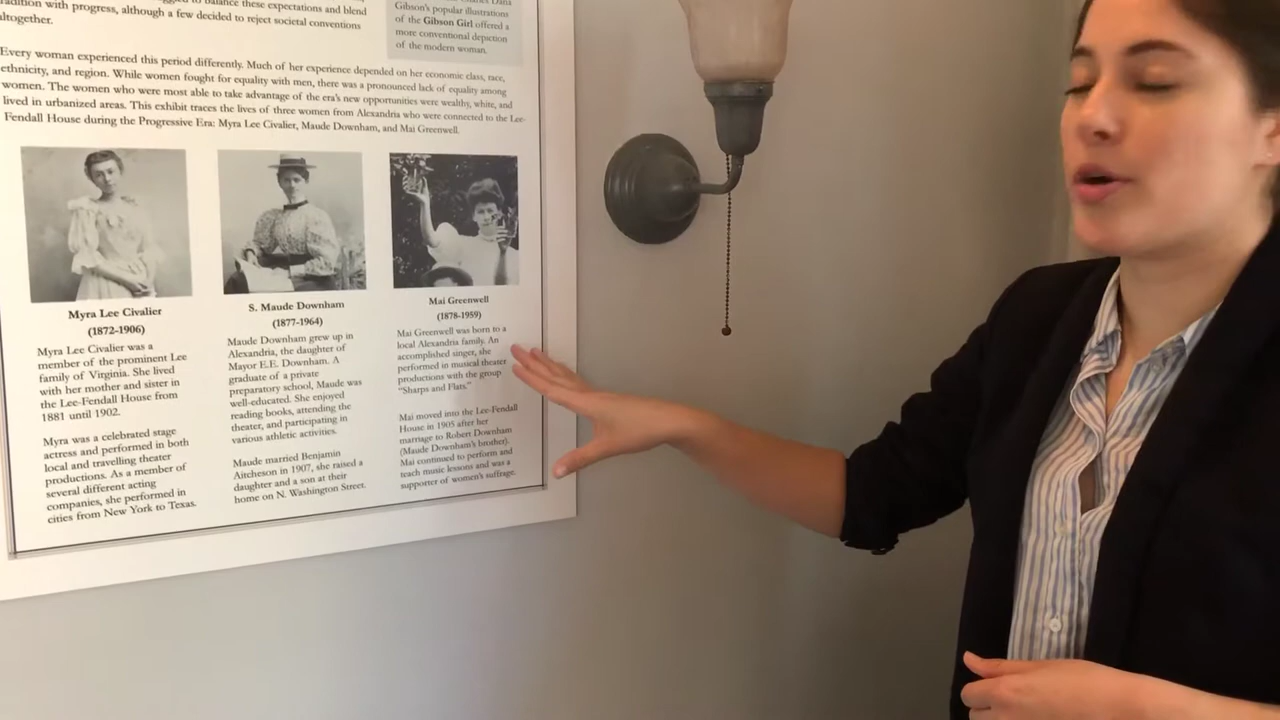 to balance these expectations and blend
tradition with progress, although a few decided to reject societal conventions
altogether.
Gibson's popular illustrations
of the Gibson Girl offered a
more conventional depiction
of the modern woman.
Every woman experienced this period differently. Much of her experience depended on her economic class, race,
ethnicity, and region. While women fought for equality with men, there was a pronounced lack of equality among
women. The women who were most able to take advantage of the era's new opportunities were wealthy, white, and
lived in urbanized areas. This exhibit traces the lives of three women from Alexandria who were connected to the Lee-
Fendall House during the Progressive Era: Myra Lee Civalier, Maude Downham, and Mai Greenwell.
Myra Lee Civalier
(1872-1906)
Myra Lee Civalier was a
member of the prominent Lee
family of Virginia. She lived
with her mother and sister in
the Lee-Fendall House from
1881 until 1902.
Myra was a celebrated stage
actress and performed in both
local and travelling theater
productions. As a member of
several different acting
companies, she performed in
cities from New York to Texas.
S. Maude Downham
(1877-1964)
Maude Downham grew up in
Alexandria, the daughter of
Mayor E.E. Downham. A
graduate of a private
preparatory school, Maude was
well-educated. She enjoyed
reading books, attending the
theater, and participating in
various athletic activities.
Maude married Benjamin
Aitcheson in 1907, she raised a
daughter and a son at their
home on N. Washington Street.
Mai Greenwell
(1878-1959)
Mai Greenwell was born to a
local Alexandria family. An
accomplished singer, she
performed in musical theater
productions with the group
"Sharps and Flats."
Mai moved into the Lee-Fendall
House in 1905 after her
marriage to Robert Downham
(Maude Downham's brother).
Mai continued to perform and
teach music lessons and was a
supporter of women's suffrage.